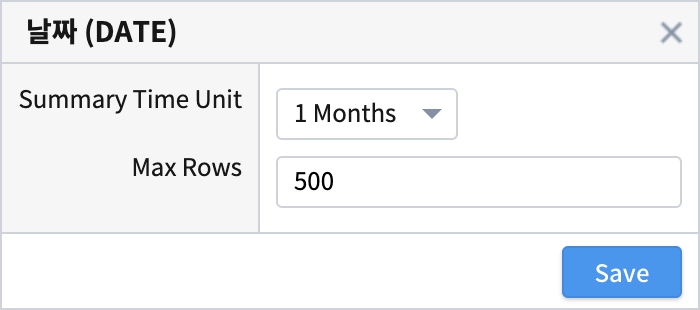 날짜 (DATE)
Summary Time Unit
1 Months
Max Rows
500
Save